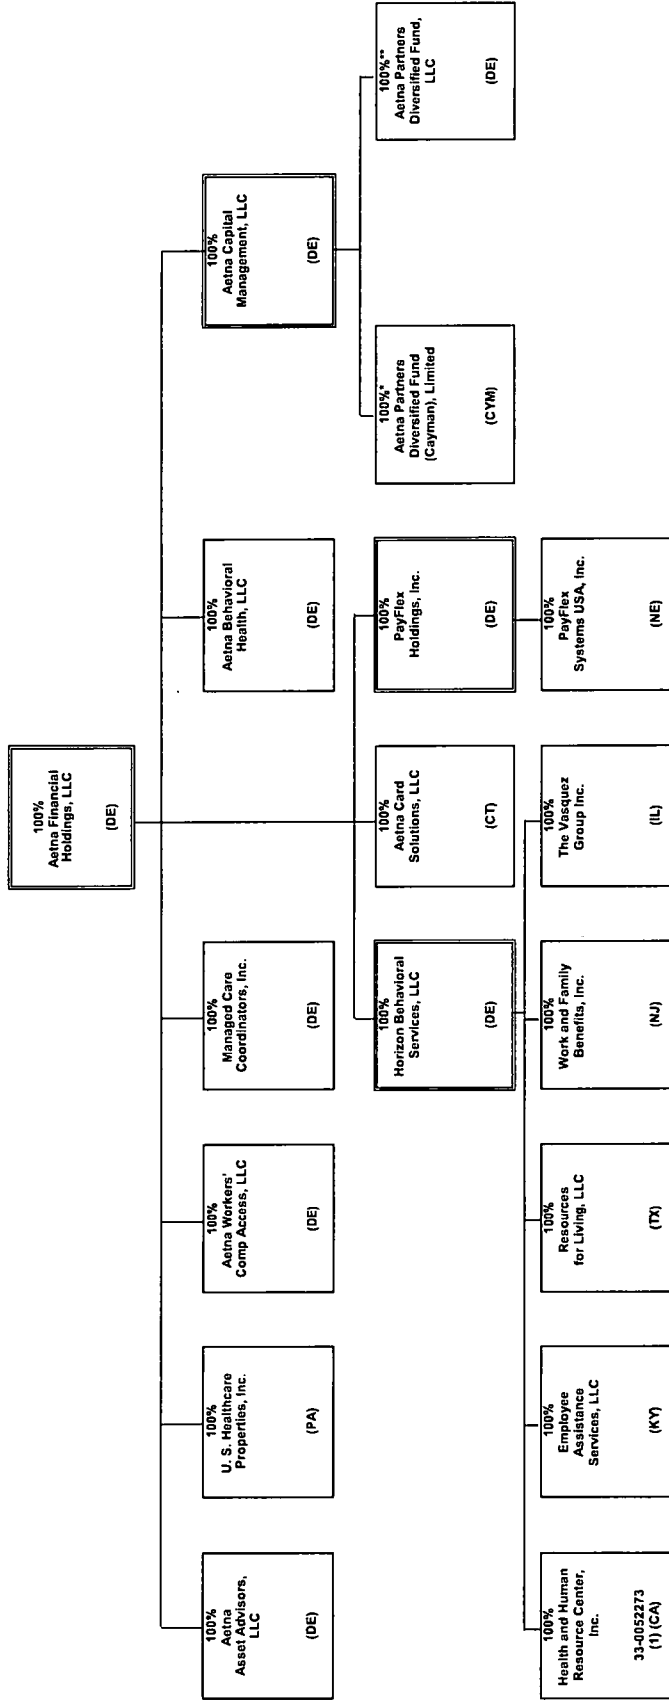 100%
Aetna Financial
Holdings, LLC
(DE)
100%
Aetna
Asset Advisors,
LLC
(DE)
100%
U. S. Healthcare
Properties, Inc.
(PA)
100%
Aetna Workers'
Comp Access, LLC
(DE)
100%
Managed Care
Coordinators, Inc.
(DE)
100%
Aetna Behavioral
Health, LLC
(DE)
100%
Aetna Capital
Management, LLC
(DE)
100%
Horizon Behavioral
Services, LLC
(DE)
100%
Aetna Card
Solutions, LLC
(CT)
100%
PayFlex
Holdings, Inc.
(DE)
100%*
Aetna Partners
Diversified Fund
(Cayman), Limited
(CYM)
100%**
Aetna Partners
Diversified Fund,
LLC
(DE)
100%
Health and Human
Resource Center,
Inc.
33-0052273
(1) (CA)
100%
Employee
Assistance
Services, LLC
(KY)
100%
Resources
for Living, LLC
(TX)
100%
Work and Family
Benefits, Inc.
(NJ)
100%
The Vasquez
Group Inc.
(IL)
100%
PayFlex
Systems USA, Inc.
(NE)